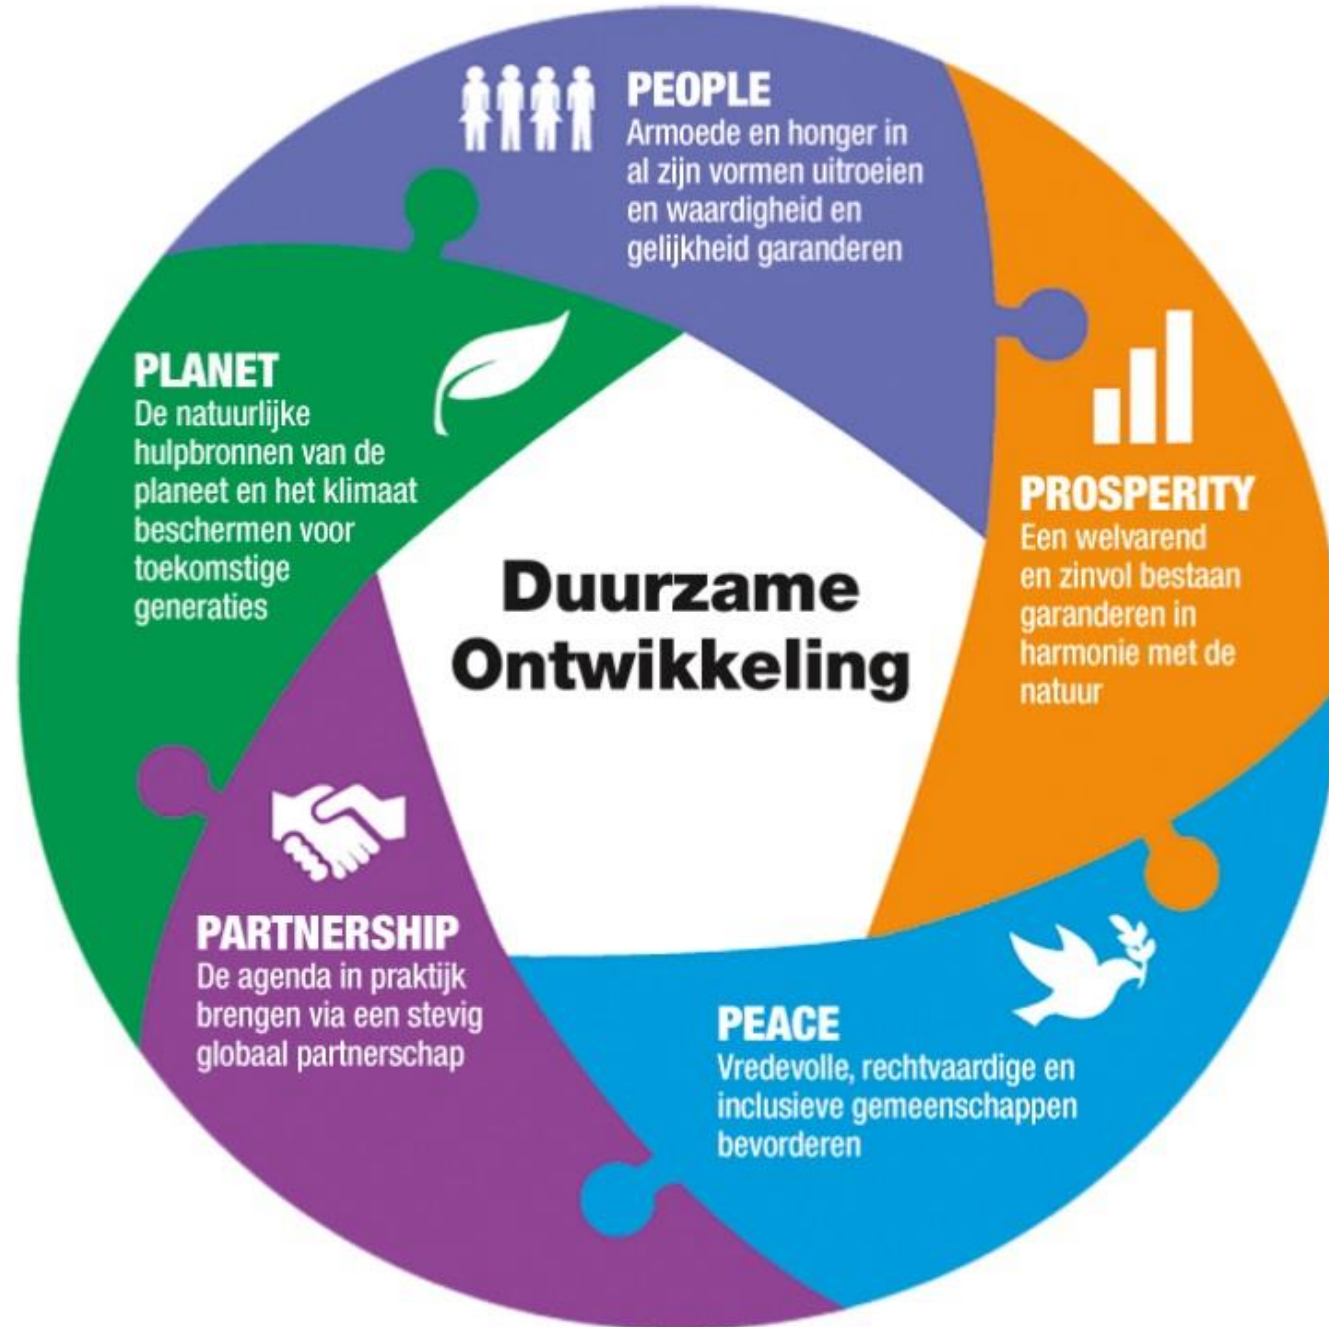 PEOPLE
Armoede en honger in
al zijn vormen uitroeien
en waardigheid en
gelijkheid garanderen
PROSPERITY
Een welvarend
en zinvol bestaan
garanderen in
harmonie met de
natuur
PEACE
Vredevolle, rechtvaardige en
inclusieve gemeenschappen
bevorderen
PARTNERSHIP
De agenda in praktijk
brengen via een stevig
globaal partnerschap
PLANET
De natuurlijke
hulpbronnen van de
planeet en het klimaat
beschermen voor
toekomstige
generaties
Duurzame
Ontwikkeling